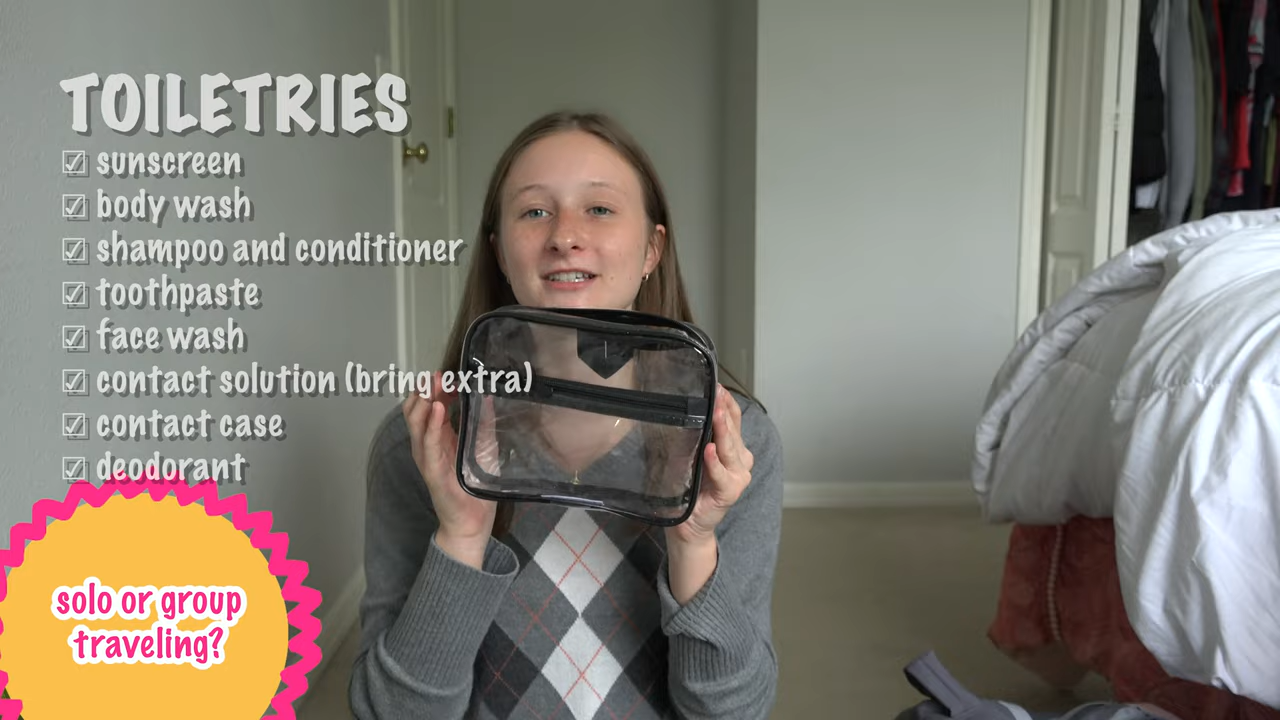 TOILETRIES
☑ sunscreen
☑ body wash
☑ shampoo and conditioner
☑ toothpaste
☑ face wash
☑ contact solution (bring extra)
☑ contact case
☑ deodorant
solo or group
traveling?